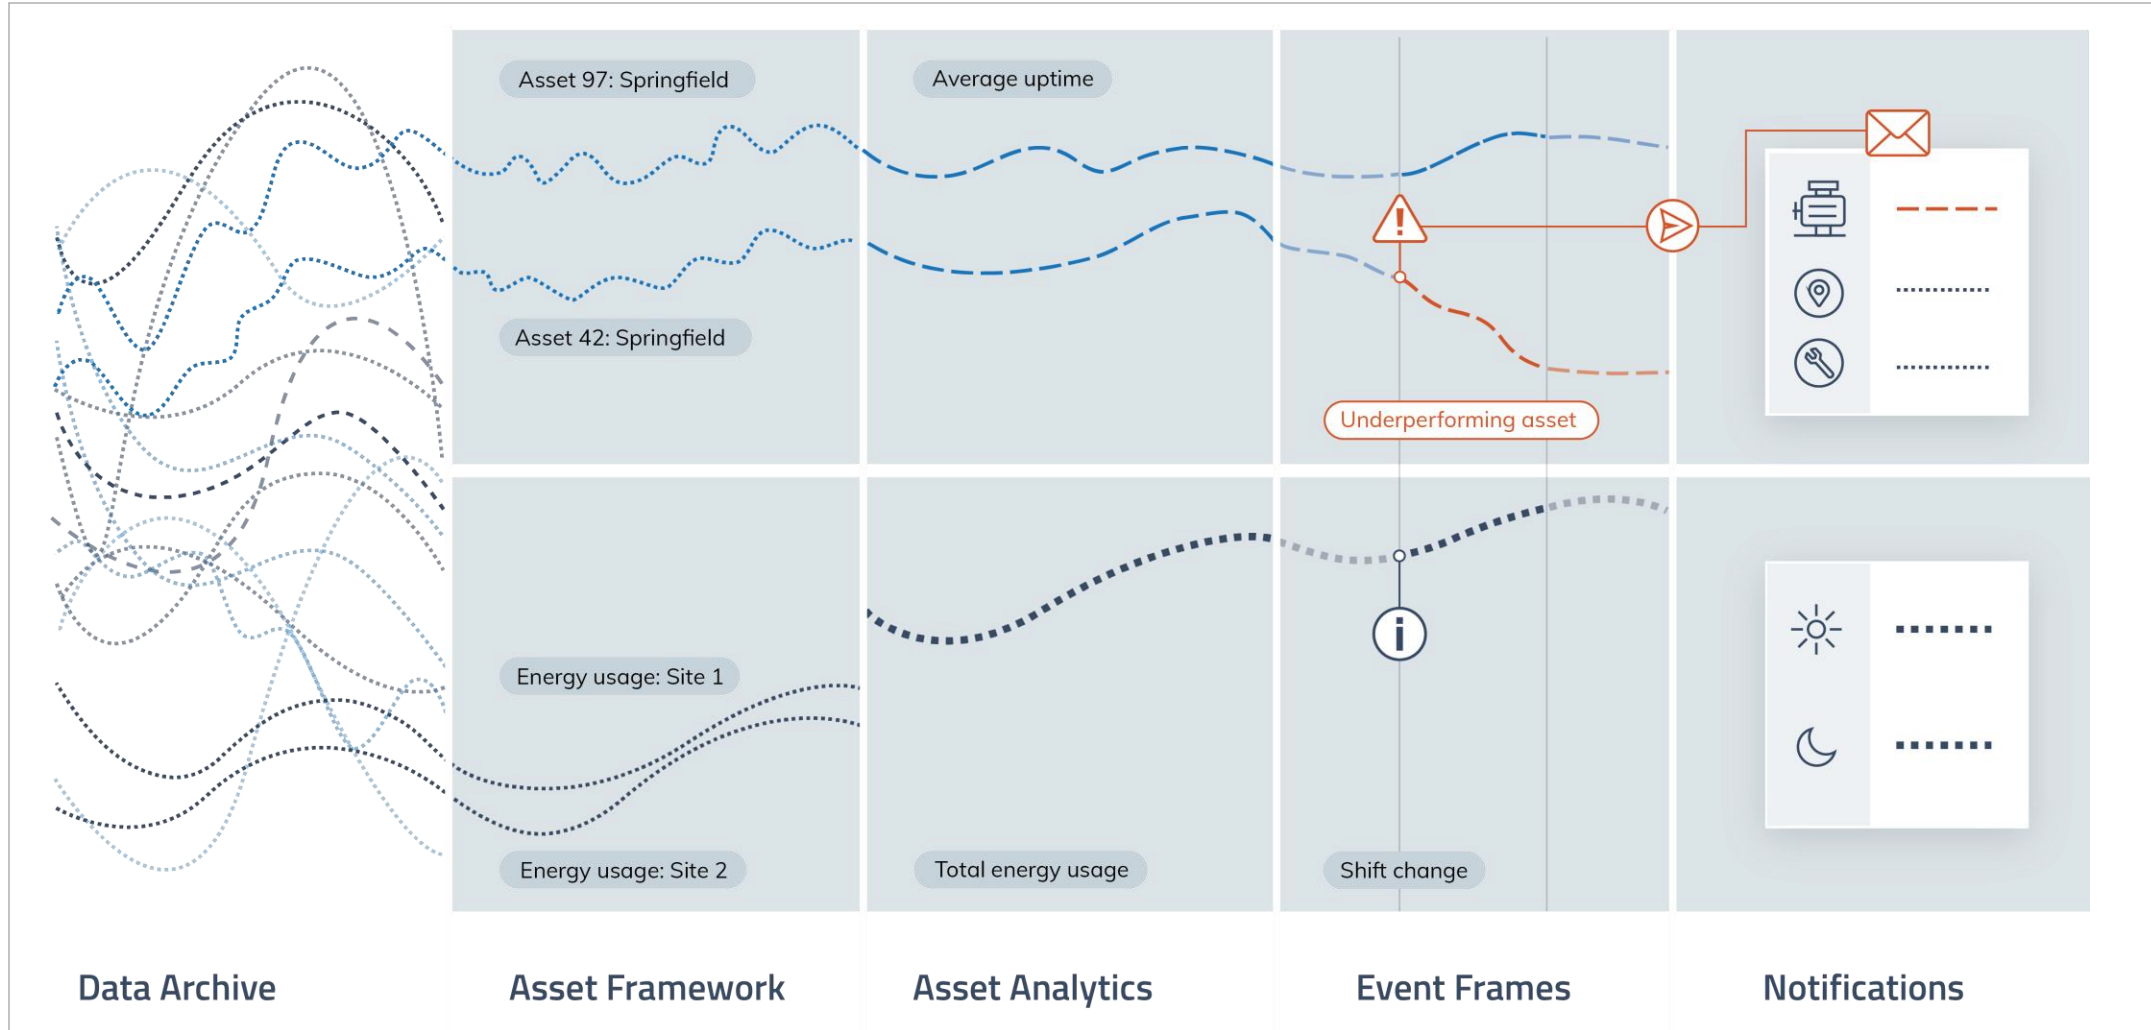 Asset 97: Springfield
Average uptime
Asset 42: Springfield
Underperforming asset
Energy usage: Site 1
Energy usage: Site 2
Total energy usage
Shift change
Data Archive
Asset Framework
Asset Analytics
Event Frames
Notifications